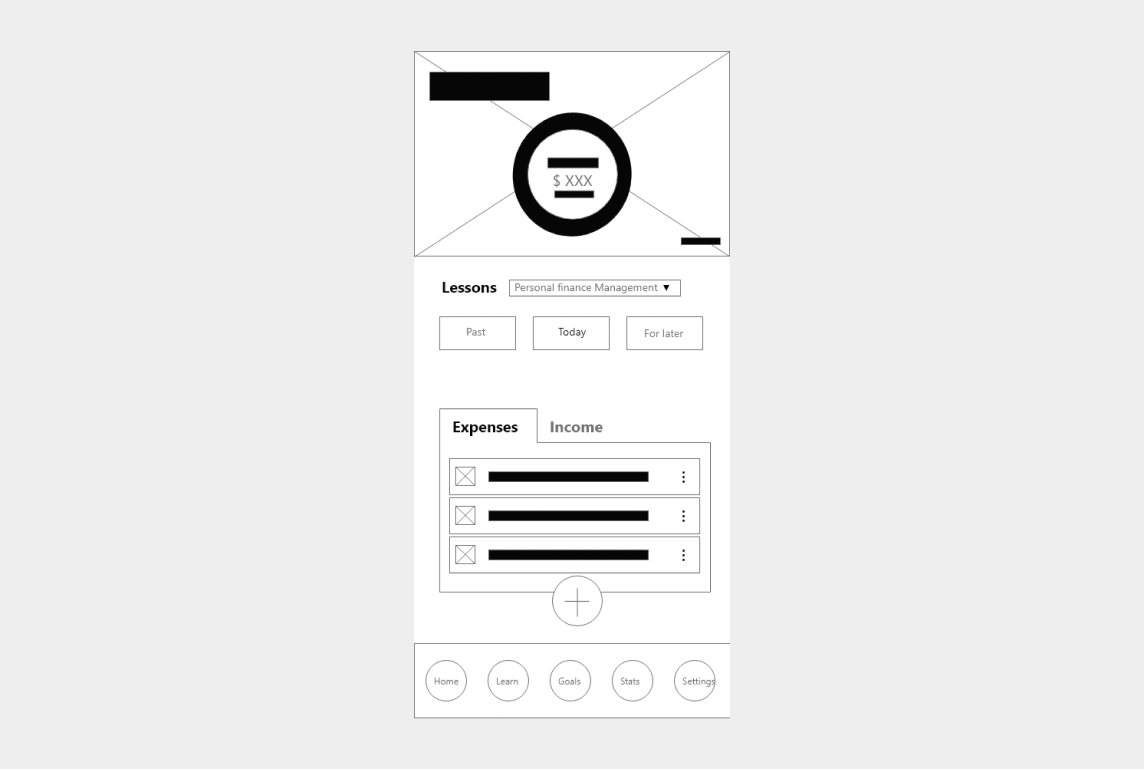 $ XXX
Lessons
Personal finance Management ▼
Past
Today
For later
Expenses
Income
Home
Learn
Goals
Stats
Settings